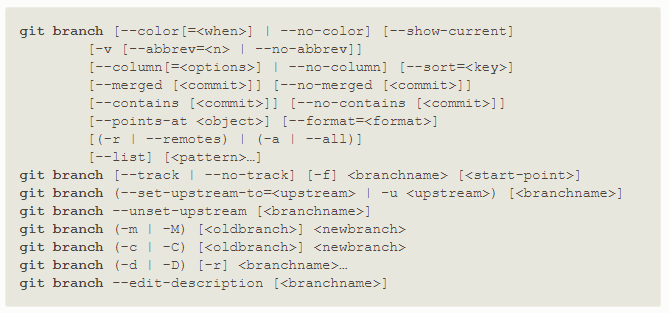 git branch [--color[=<when>] | --no-color] [--show-current]
[-v [--abbrev=<n> | --no-abbrev]]
[--column[=<options>] | --no-column] [--sort=<key>]
[--merged [<commit>]] [--no-merged [<commit>]]
[--contains [<commit>]] [--no-contains [<commit>]]
[--points-at <object>] [--format=<format>]
[(-r | --remotes) | (-a | --all)]
[--list] [<pattern>…]
git branch [--track | --no-track] [-f] <branchname> [<start-point>]
git branch (--set-upstream-to=<upstream> | -u <upstream>) [<branchname>]
git branch --unset-upstream [<branchname>]
git branch (-m | -M) [<oldbranch>] <newbranch>
git branch (-c | -C) [<oldbranch>] <newbranch>
git branch (-d | -D) [-r] <branchname>…
git branch --edit-description [<branchname>]